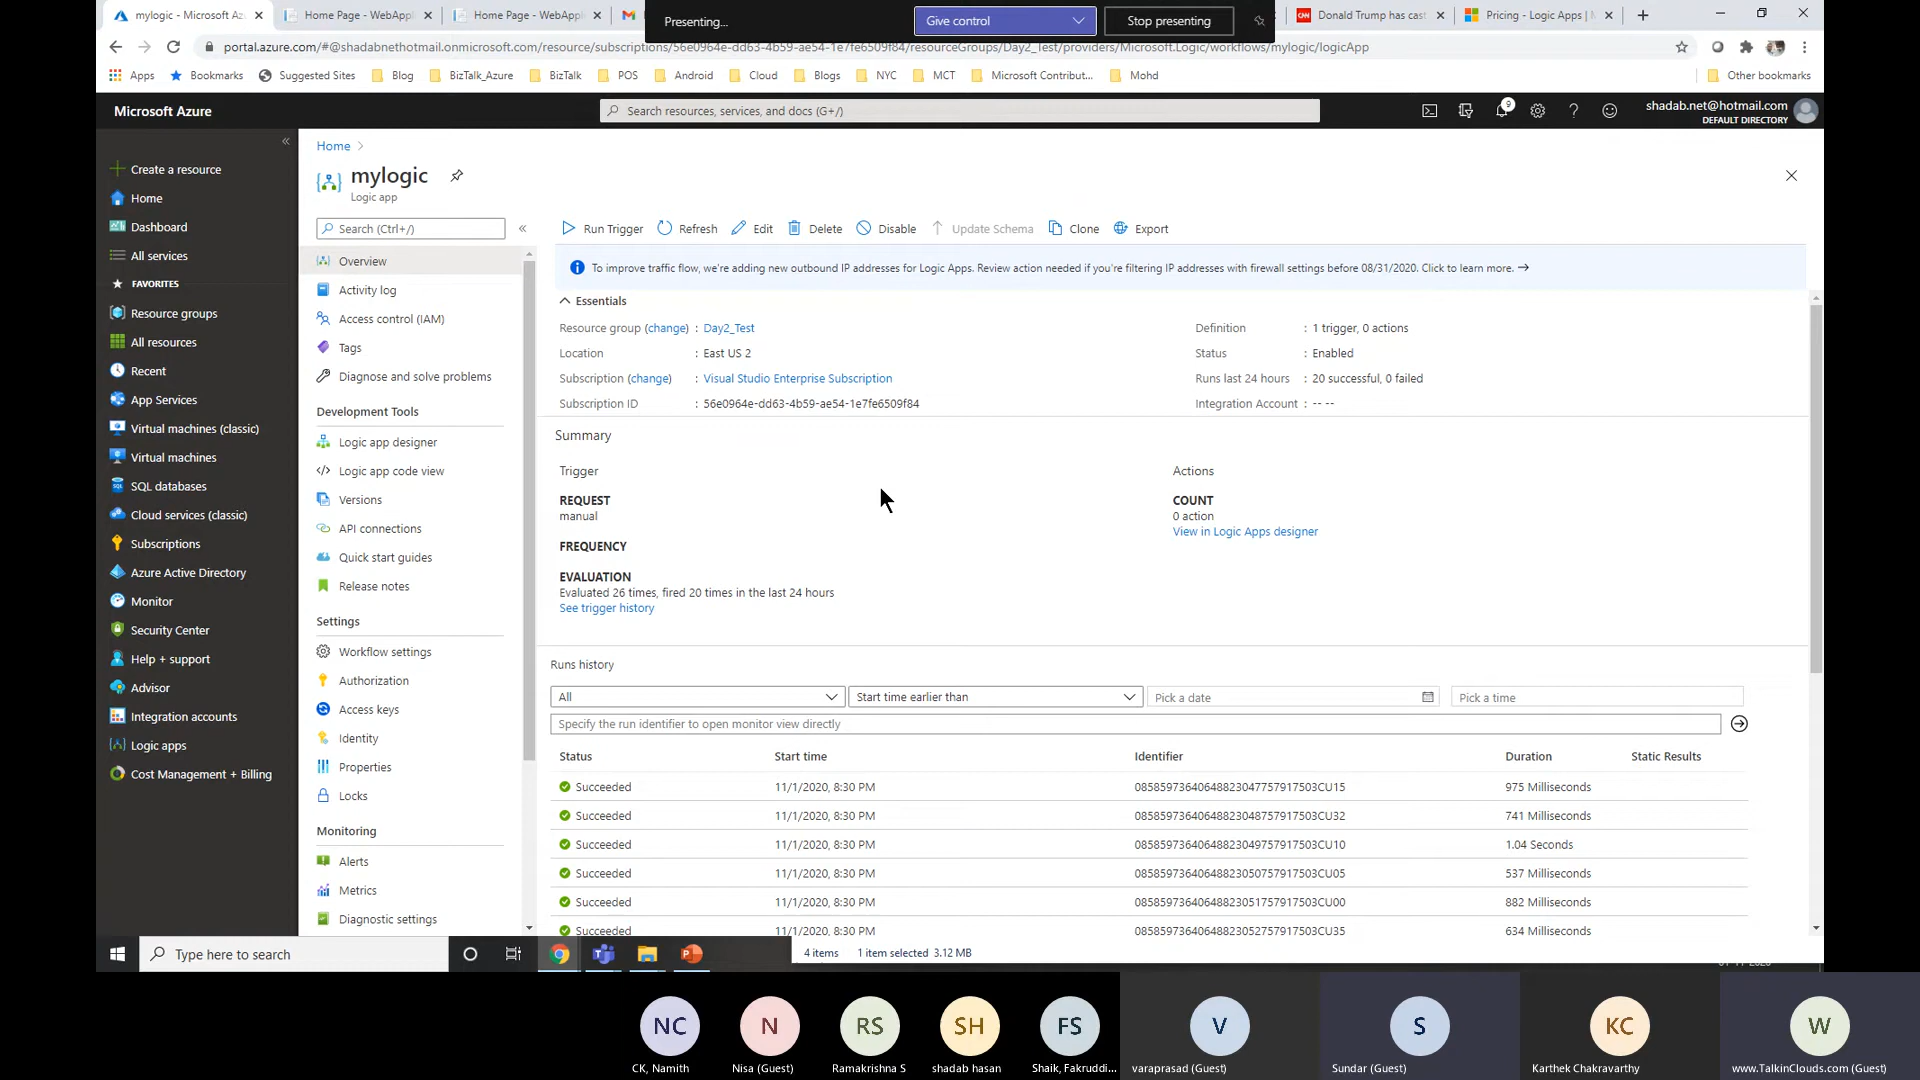 mylogic - Microsoft Az
Home Page - WebAppl
Home Page - WebAppl
Presenting...
Give control
Stop presenting
Donald Trump has cast
Pricing - Logic Apps | M
portal.azure.com/#@shadabnethotmail.onmicrosoft.com/resource/subscriptions/56e0964e-dd63-4b59-ae54-1e7fe6509f84/resourceGroups/Day2_Test/providers/Microsoft.Logic/workflows/mylogic/logicApp
Apps
Bookmarks
Suggested Sites
Blog
BizTalk_Azure
BizTalk
POS
Android
Cloud
Blogs
NYC
MCT
Microsoft Contribut...
Mohd
Other bookmarks
Microsoft Azure
Search resources, services, and docs (G+/)
9
shadab.net@hotmail.com
DEFAULT DIRECTORY
Create a resource
Home
Dashboard
All services
FAVORITES
Resource groups
All resources
Recent
App Services
Virtual machines (classic)
Virtual machines
SQL databases
Cloud services (classic)
Subscriptions
Azure Active Directory
Monitor
Security Center
Help + support
Advisor
Integration accounts
Logic apps
Cost Management + Billing
Home >
mylogic
Logic app
Search (Ctrl+/)
Overview
Activity log
Access control (IAM)
Tags
Diagnose and solve problems
Development Tools
Logic app designer
Logic app code view
Versions
API connections
Quick start guides
Release notes
Settings
Workflow settings
Authorization
Access keys
Identity
Properties
Locks
Monitoring
Alerts
Metrics
Diagnostic settings
Run Trigger
Refresh
Edit
Delete
Disable
Update Schema
Clone
Export
To improve traffic flow, we're adding new outbound IP addresses for Logic Apps. Review action needed if you're filtering IP addresses with firewall settings before 08/31/2020. Click to learn more. →
Essentials
Resource group (change) : Day2_Test
Location : East US 2
Subscription (change) : Visual Studio Enterprise Subscription
Subscription ID : 56e0964e-dd63-4b59-ae54-1e7fe6509f84
Definition : 1 trigger, 0 actions
Status : Enabled
Runs last 24 hours : 20 successful, 0 failed
Integration Account : -- --
Summary
Trigger
REQUEST
manual
FREQUENCY
EVALUATION
Evaluated 26 times, fired 20 times in the last 24 hours
See trigger history
Actions
COUNT
0 action
View in Logic Apps designer
Runs history
All
Start time earlier than
Pick a date
Pick a time
Specify the run identifier to open monitor view directly
Status Start time Identifier Duration Static Results
Succeeded 11/1/2020, 8:30 PM 08585973640648823047757917503CU15 975 Milliseconds
Succeeded 11/1/2020, 8:30 PM 08585973640648823048757917503CU32 741 Milliseconds
Succeeded 11/1/2020, 8:30 PM 08585973640648823049757917503CU10 1.04 Seconds
Succeeded 11/1/2020, 8:30 PM 08585973640648823050757917503CU05 537 Milliseconds
Succeeded 11/1/2020, 8:30 PM 08585973640648823051757917503CU00 882 Milliseconds
Succeeded 11/1/2020, 8:30 PM 08585973640648823052757917503CU35 634 Milliseconds
Type here to search
4 items 1 item selected 3.12 MB
NC
N
RS
SH
FS
V
S
KC
W
CK, Namith
Nisa (Guest)
Ramakrishna S
shadab hasan
Shaik, Fakruddi...
varaprasad (Guest)
Sundar (Guest)
Karthek Chakravarthy
www.TalkinClouds.com (Guest)